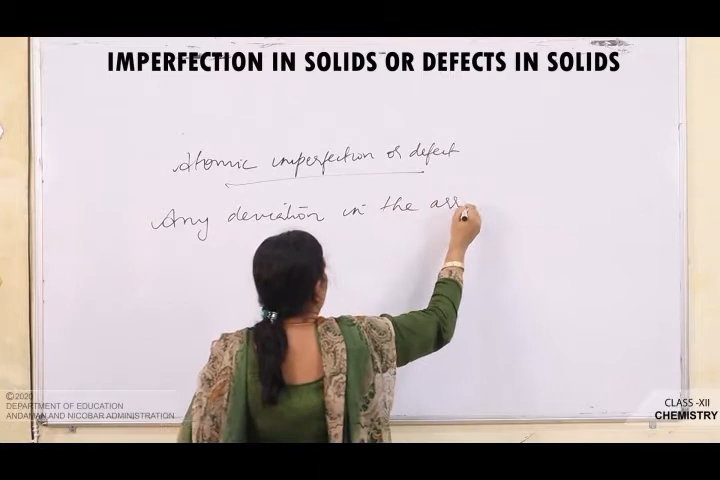 IMPERFECTION IN SOLIDS OR DEFECTS IN SOLIDS
Atomic imperfection or defect
Any deviation in the arr
©2020
DEPARTMENT OF EDUCATION
ANDAMAN AND NICOBAR ADMINISTRATION
CLASS -XII
CHEMISTRY